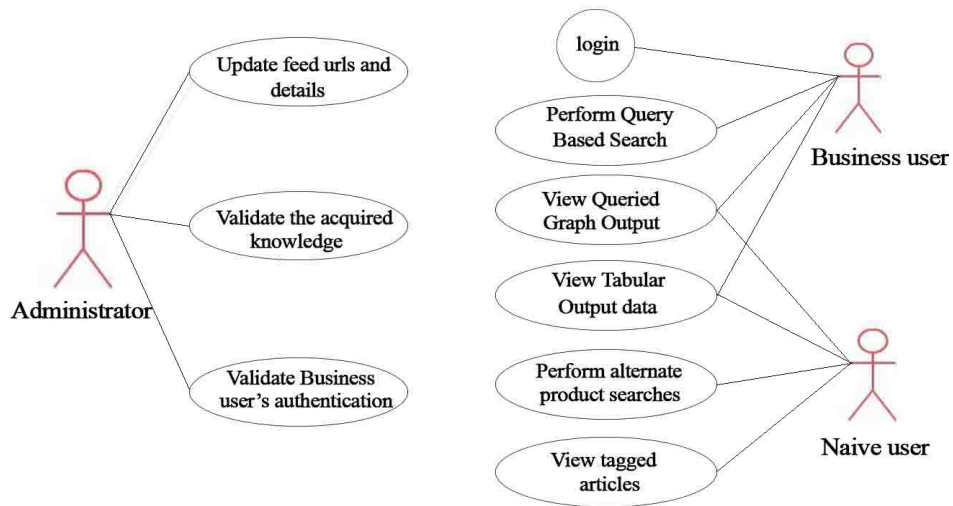 Update feed urls and
details
Validate the acquired
knowledge
Administrator
Validate Business
user's authentication
login
Perform Query
Based Search
Business user
View Queried
Graph Output
View Tabular
Output data
Perform alternate
product searches
Naive user
View tagged
articles